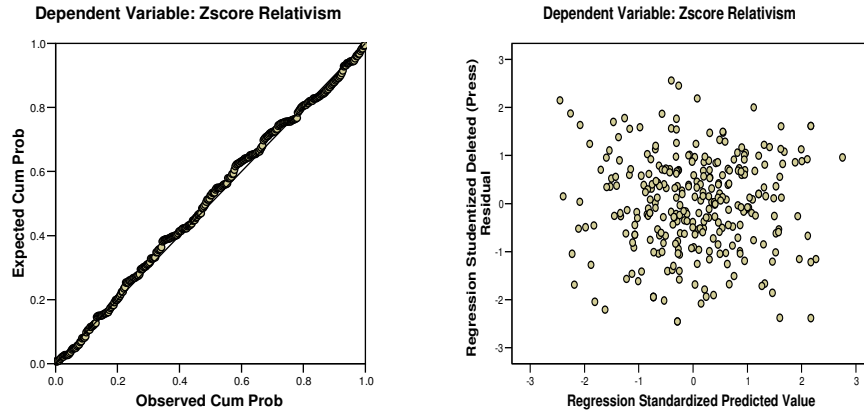 Dependent Variable: Zscore Relativism
1.0
0.8
0.6
0.4
0.2
0.0
Expected Cum Prob
0.0 0.2 0.4 0.6 0.8 1.0
Observed Cum Prob
Dependent Variable: Zscore Relativism
3
2
1
0
-1
-2
-3
Regression Studentized Deleted (Press)
Residual
-3 -2 -1 0 1 2 3
Regression Standardized Predicted Value